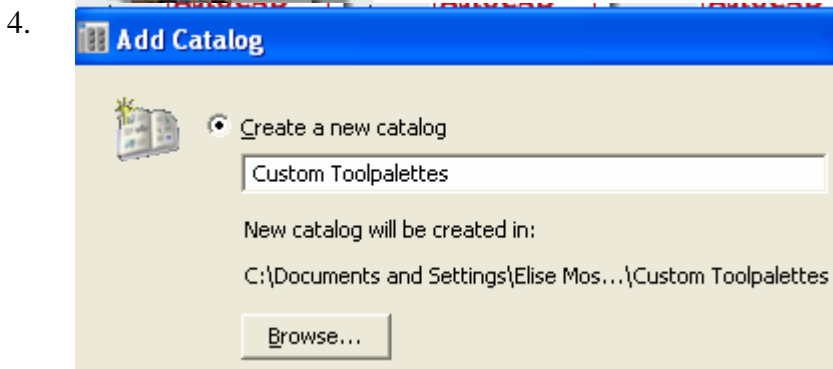 4.
Add Catalog
Create a new catalog
Custom Toolpalettes
New catalog will be created in:
C:\Documents and Settings\Elise Mos...\Custom Toolpalettes
Browse...